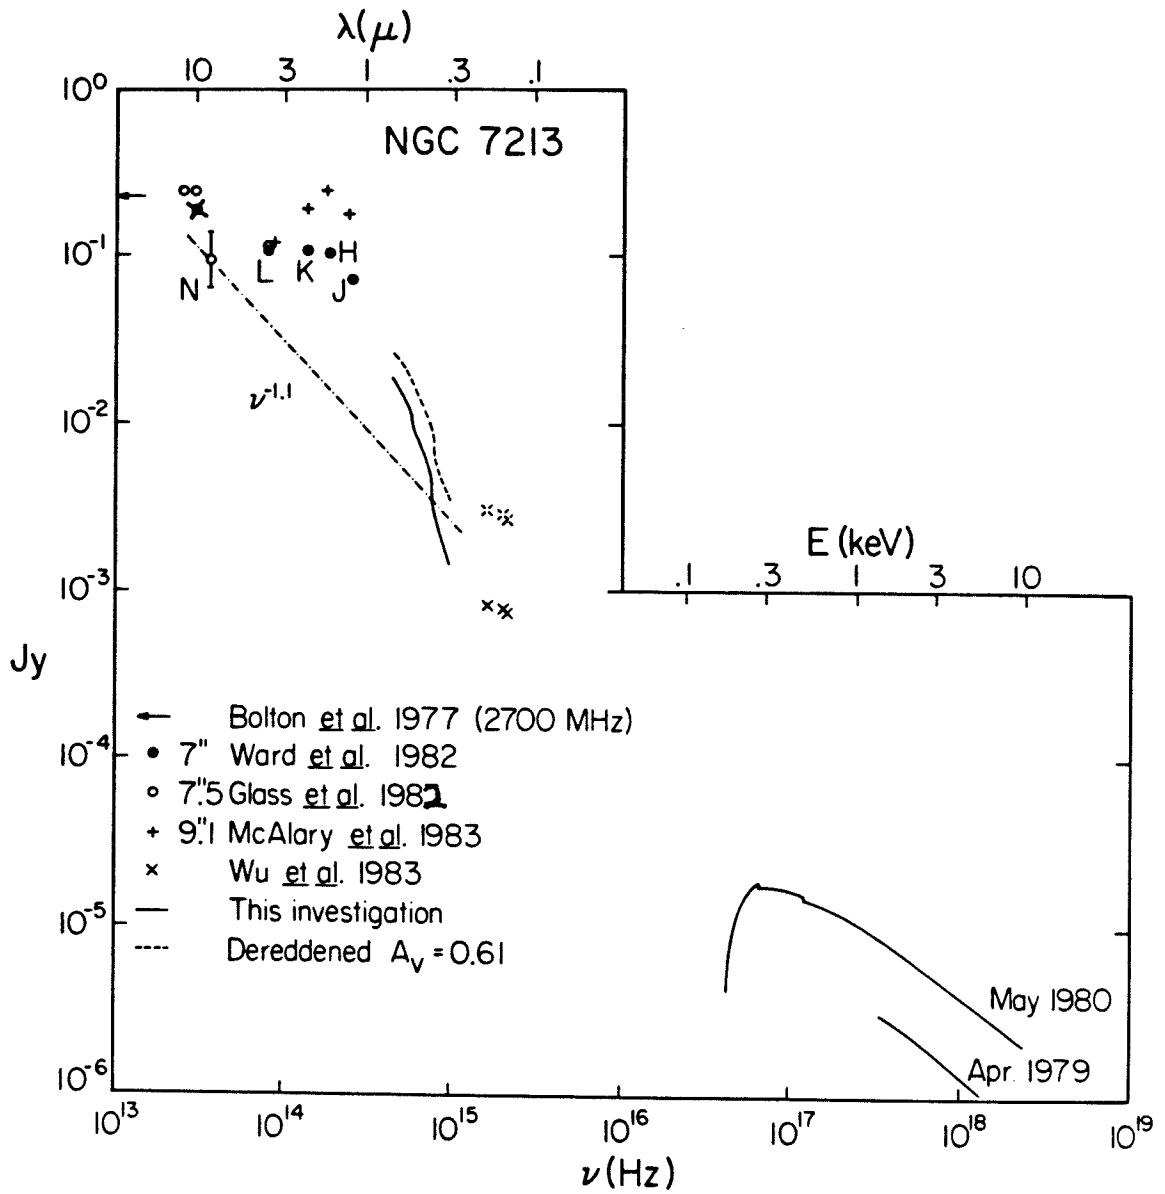 λ(μ)
10 3 1 .3 .1
10⁰
NGC 7213
10⁻¹
L K H
N J
ν⁻¹·¹
10⁻²
E (keV)
.1 .3 1 3 10
10⁻³
Jy
← Bolton et al. 1977 (2700 MHz)
10⁻⁴
● 7" Ward et al. 1982
○ 7".5 Glass et al. 1982
+ 9".1 McAlary et al. 1983
× Wu et al. 1983
— This investigation
10⁻⁵
---- Dereddened A_V = 0.61
May 1980
Apr. 1979
10⁻⁶
10¹³ 10¹⁴ 10¹⁵ 10¹⁶ 10¹⁷ 10¹⁸ 10¹⁹
ν (Hz)